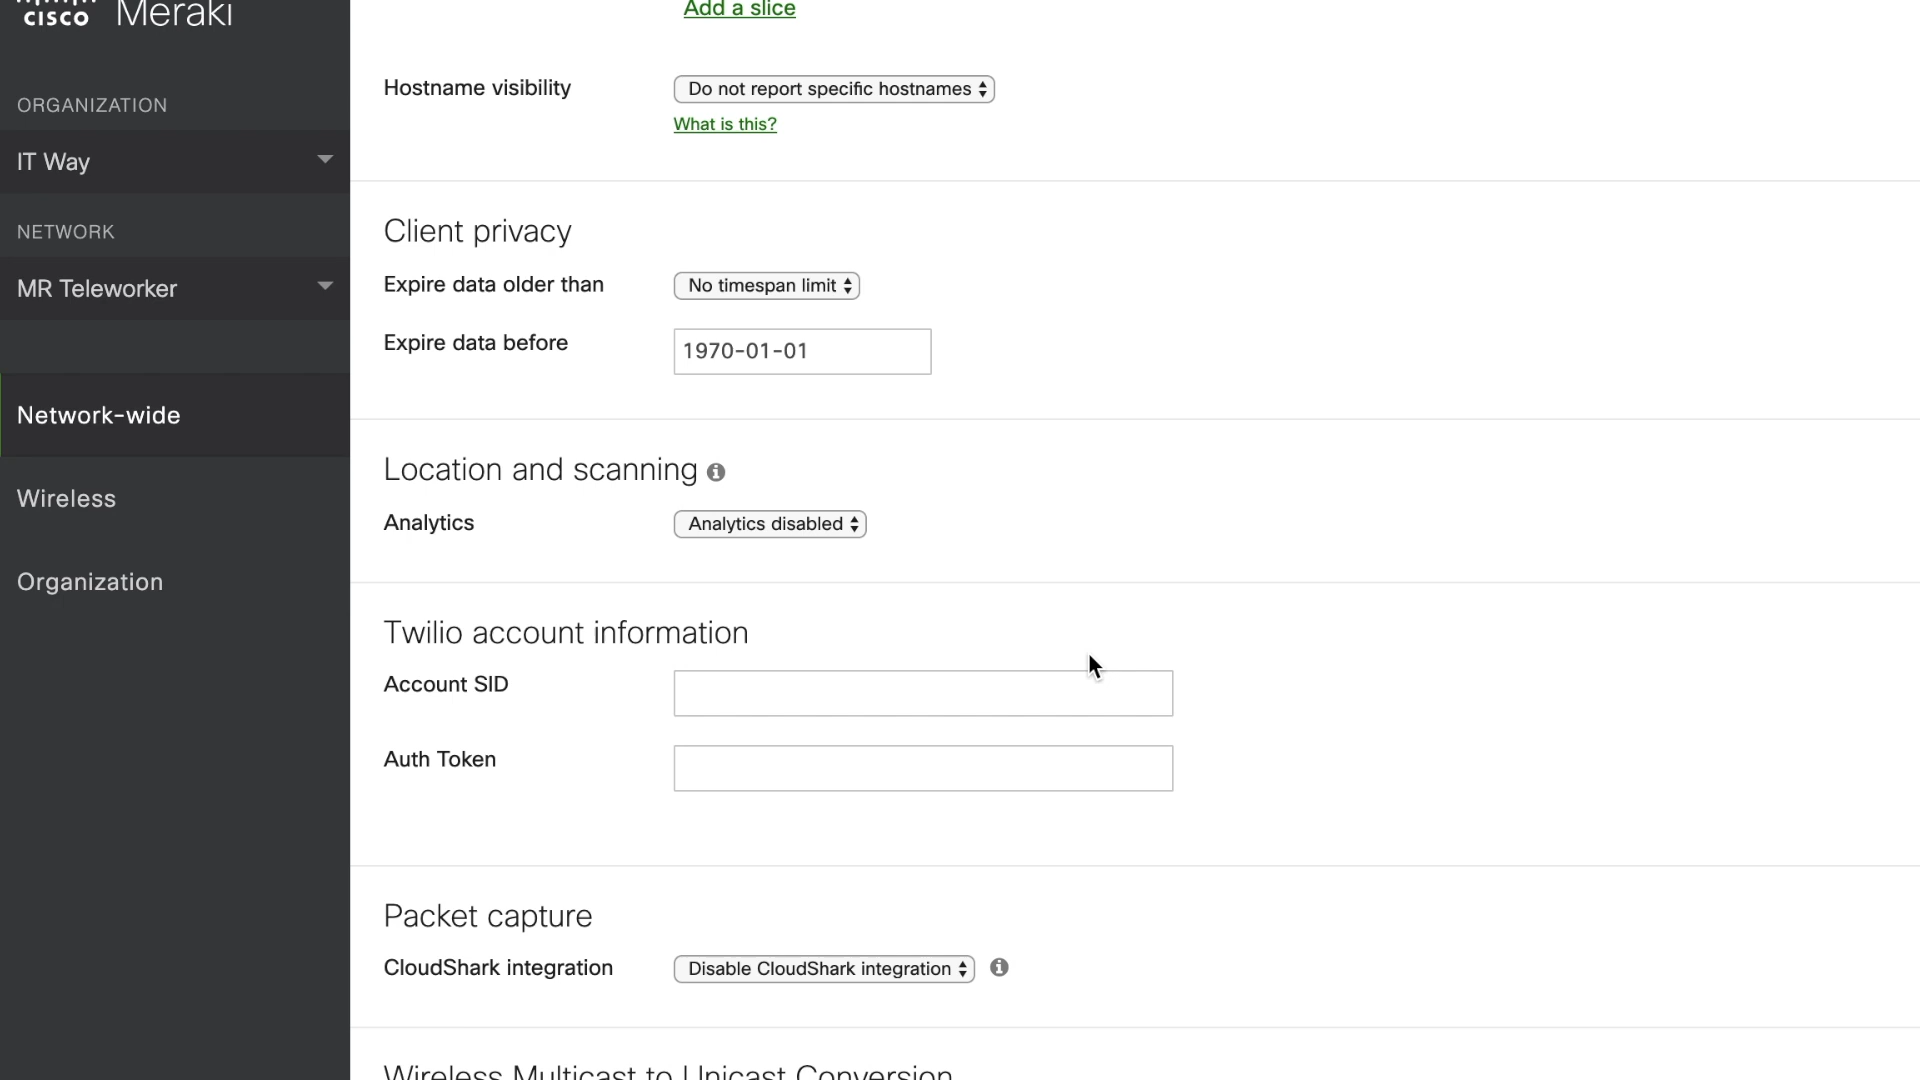 cisco Meraki
ORGANIZATION
IT Way
NETWORK
MR Teleworker
Network-wide
Wireless
Organization
Add a slice
Hostname visibility
Do not report specific hostnames
What is this?
Client privacy
Expire data older than
No timespan limit
Expire data before
1970-01-01
Location and scanning
Analytics
Analytics disabled
Twilio account information
Account SID
Auth Token
Packet capture
CloudShark integration
Disable CloudShark integration
Wireless Multicast to Unicast Conversion